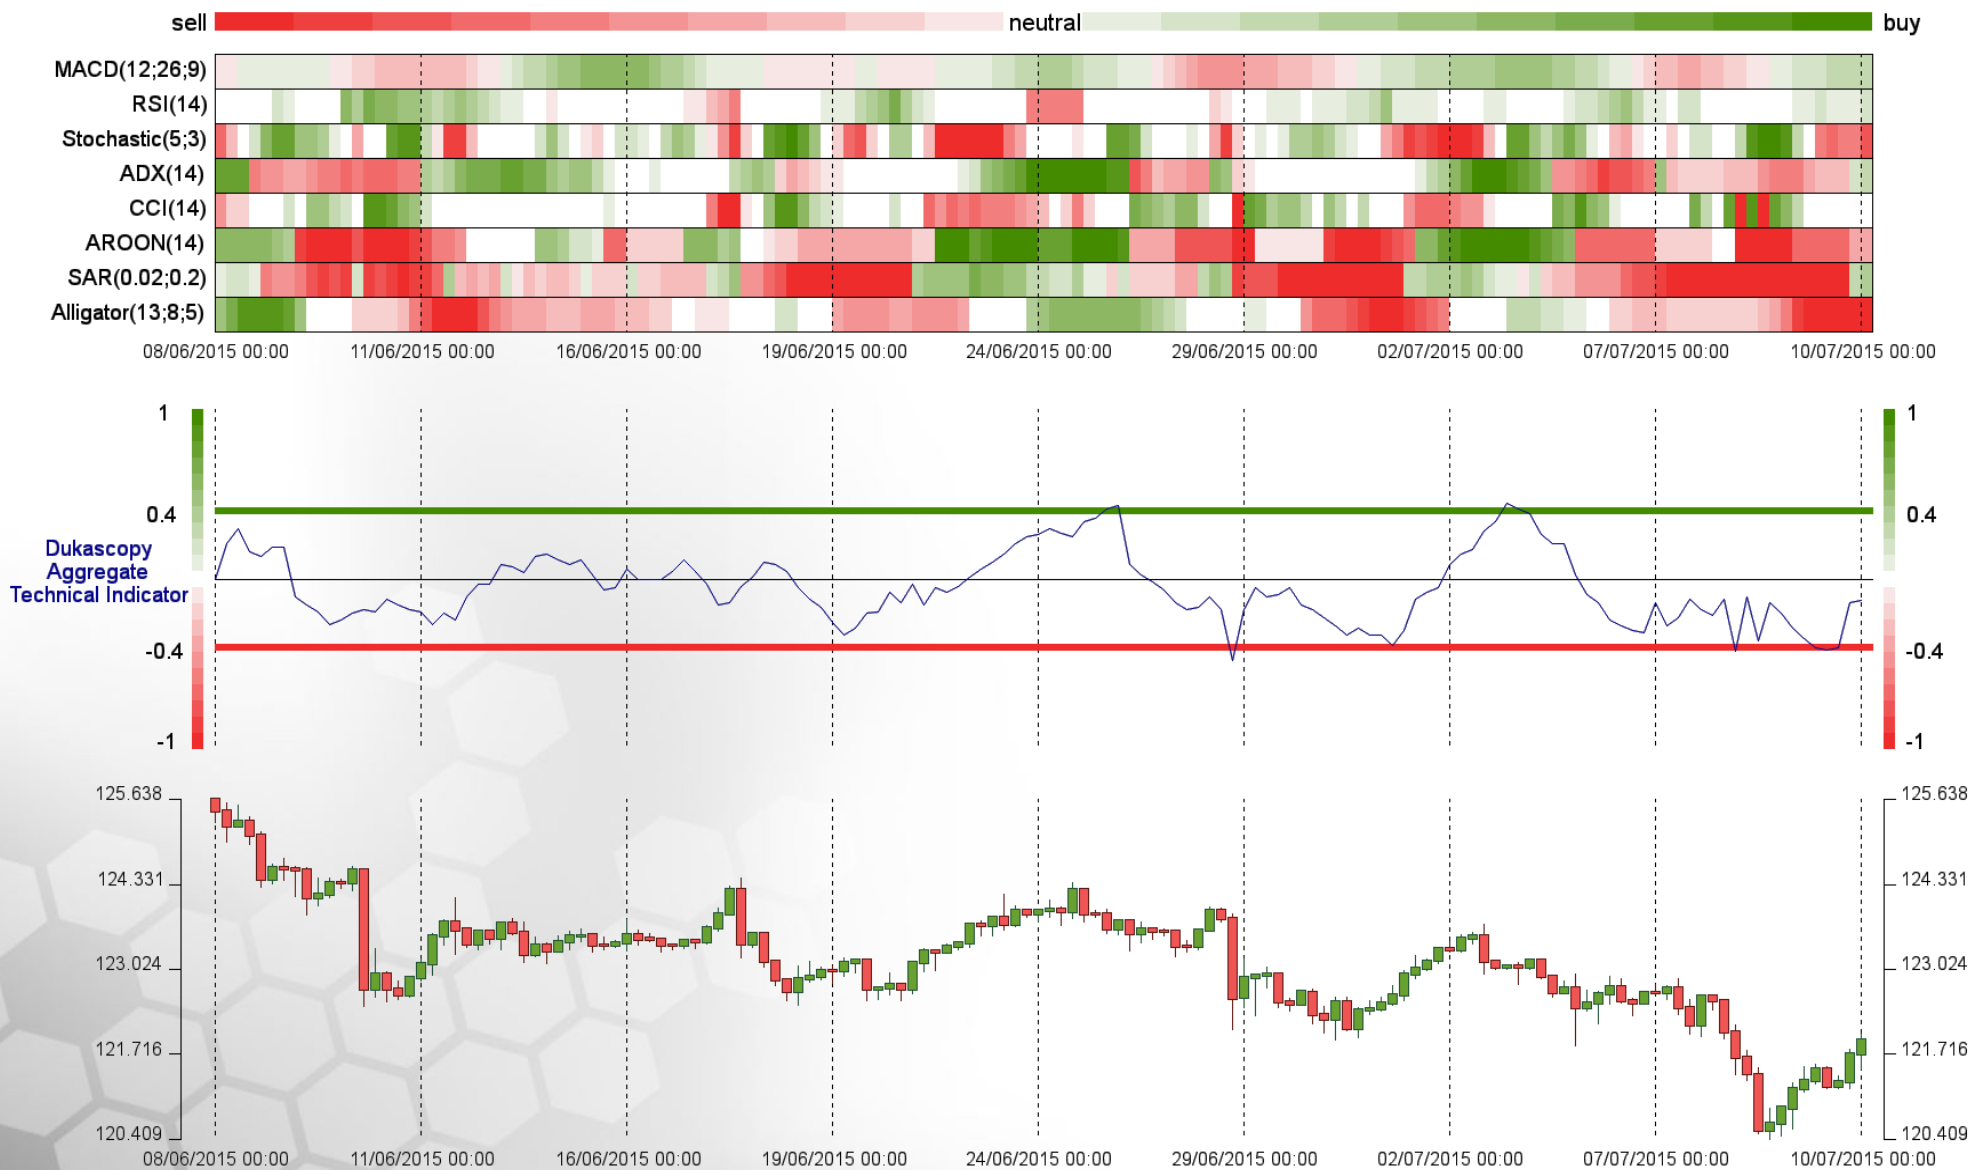 sell neutral buy
MACD(12;26;9)
RSI(14)
Stochastic(5;3)
ADX(14)
CCI(14)
AROON(14)
SAR(0.02;0.2)
Alligator(13;8;5)
08/06/2015 00:00 11/06/2015 00:00 16/06/2015 00:00 19/06/2015 00:00 24/06/2015 00:00 29/06/2015 00:00 02/07/2015 00:00 07/07/2015 00:00 10/07/2015 00:00
1 1
0.4 0.4
Dukascopy
Aggregate
Technical Indicator
-0.4 -0.4
-1 -1
125.638 125.638
124.331 124.331
123.024 123.024
121.716 121.716
120.409 120.409
08/06/2015 00:00 11/06/2015 00:00 16/06/2015 00:00 19/06/2015 00:00 24/06/2015 00:00 29/06/2015 00:00 02/07/2015 00:00 07/07/2015 00:00 10/07/2015 00:00